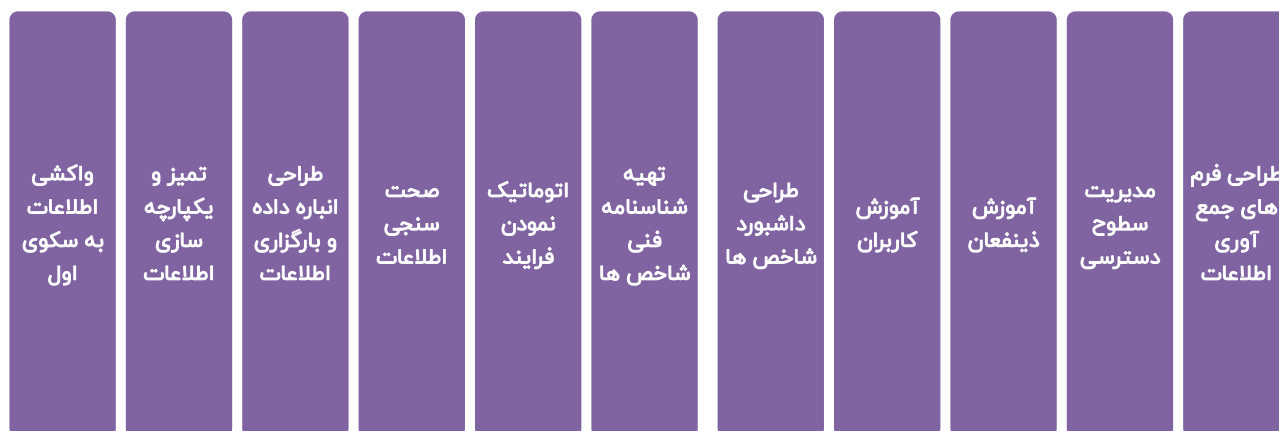 طراحی فرم
های جمع
آوری
اطلاعات
مدیریت
سطوح
دسترسی
آموزش
ذینفعان
آموزش
کاربران
طراحی
داشبورد
شاخص ها
تهیه
شناسنامه
فنی
شاخص ها
اتوماتیک
نمودن
فرایند
صحت
سنجی
اطلاعات
طراحی
انباره داده
و بارگزاری
اطلاعات
تمیز و
یکپارچه
سازی
اطلاعات
واکشی
اطلاعات
به سکوی
اول